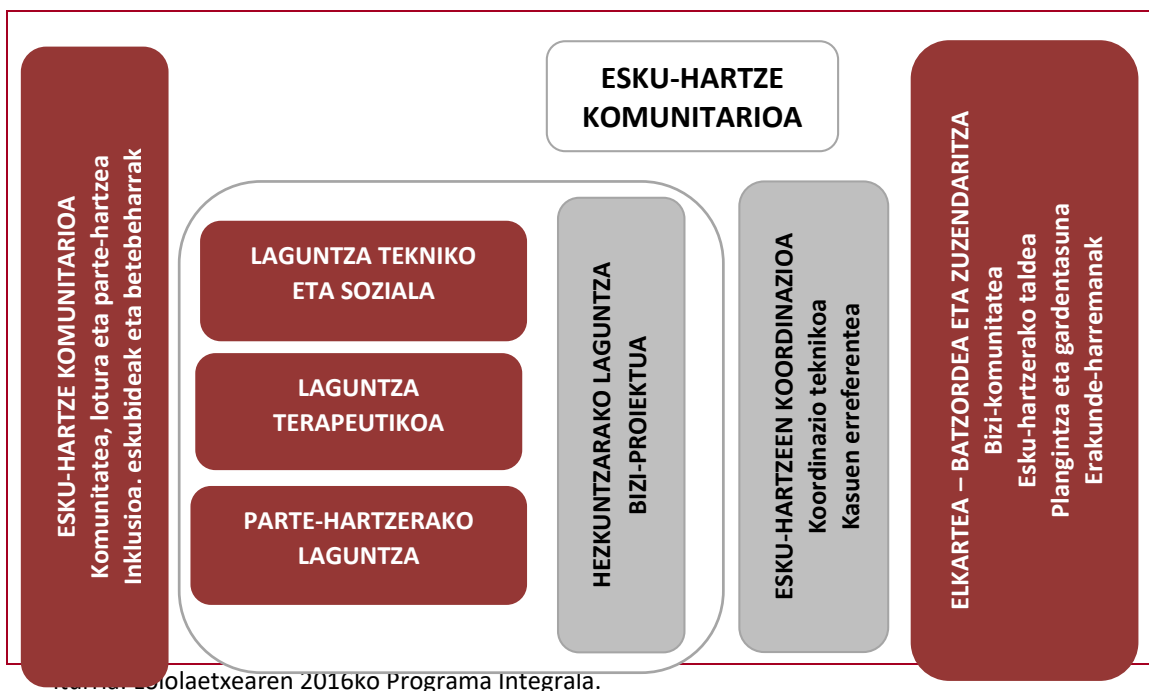 ESKU-HARTZE
KOMUNITARIOA
ESKU-HARTZE KOMUNITARIOA
Komunitatea, lotura eta parte-hartzea
Inklusioa. eskubideak eta betebeharrak
LAGUNTZA TEKNIKO
ETA SOZIALA
LAGUNTZA
TERAPEUTIKOA
PARTE-HARTZERAKO
LAGUNTZA
HEZKUNTZARAKO LAGUNTZA
BIZI-PROIEKTUA
ESKU-HARTZEEN KOORDINAZIOA
Koordinazio teknikoa
Kasuen erreferentea
ELKARTEA – BATZORDEA ETA ZUZENDARITZA
Bizi-komunitatea
Esku-hartzerako taldea
Plangintza eta gardentasuna
Erakunde-harremanak
2016ko Programa Integrala.